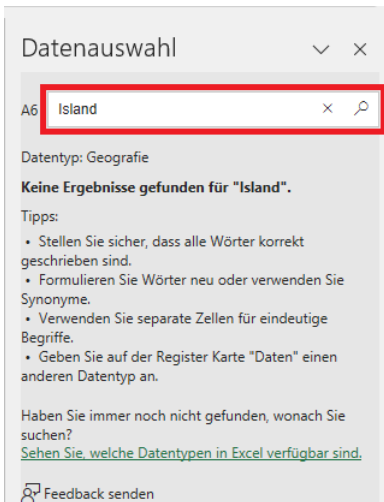 Datenauswahl
A6 Island
Datentyp: Geografie
Keine Ergebnisse gefunden für "Island".
Tipps:
• Stellen Sie sicher, dass alle Wörter korrekt
geschrieben sind.
• Formulieren Sie Wörter neu oder verwenden Sie
Synonyme.
• Verwenden Sie separate Zellen für eindeutige
Begriffe.
• Geben Sie auf der Register Karte "Daten" einen
anderen Datentyp an.
Haben Sie immer noch nicht gefunden, wonach Sie
suchen?
Sehen Sie, welche Datentypen in Excel verfügbar sind.
Feedback senden